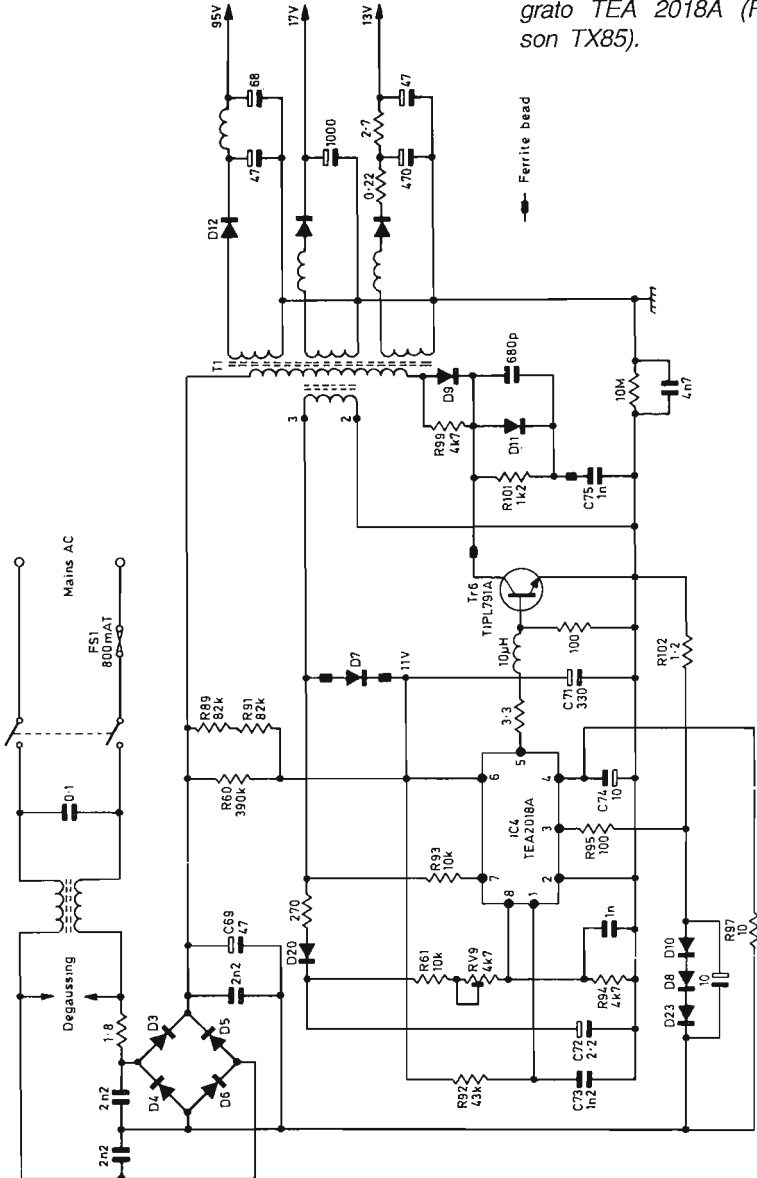 grato TEA 2018A (F
son TX85).
95V
17V
13V
68
47
D12
1000
47
2·7
470
0·22
Ferrite bead
T1
3
2
D9
680p
R99
4k7
D11
R101
1k2
C75
1n
10M
4n7
Mains AC
FS1
800mAT
0·1
Degaussing
1·8
2n2
2n2
D3
D4
D5
D6
C69
47
2n2
R89
82k
R91
82k
R60
390k
D7
11V
Tr6
TIPL791A
10µH
100
3·3
C71
330
R102
1·2
270
D20
R93
10k
R61
10k
RV9
4k7
IC4
TEA2018A
5
6
4
7
3
8
1
2
C74
10
R95
100
1n
R94
4k7
C72
2·2
R92
43k
C73
1n2
D10
D8
D23
10
R97
10